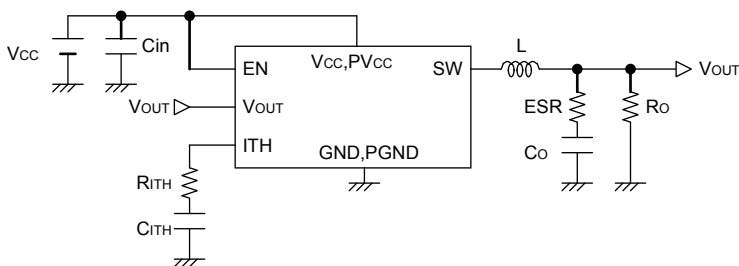 L
VCC
Cin
VCC,PVCC
EN
SW
VOUT
VOUT
VOUT
ESR
RO
ITH
GND,PGND
CO
RITH
CITH